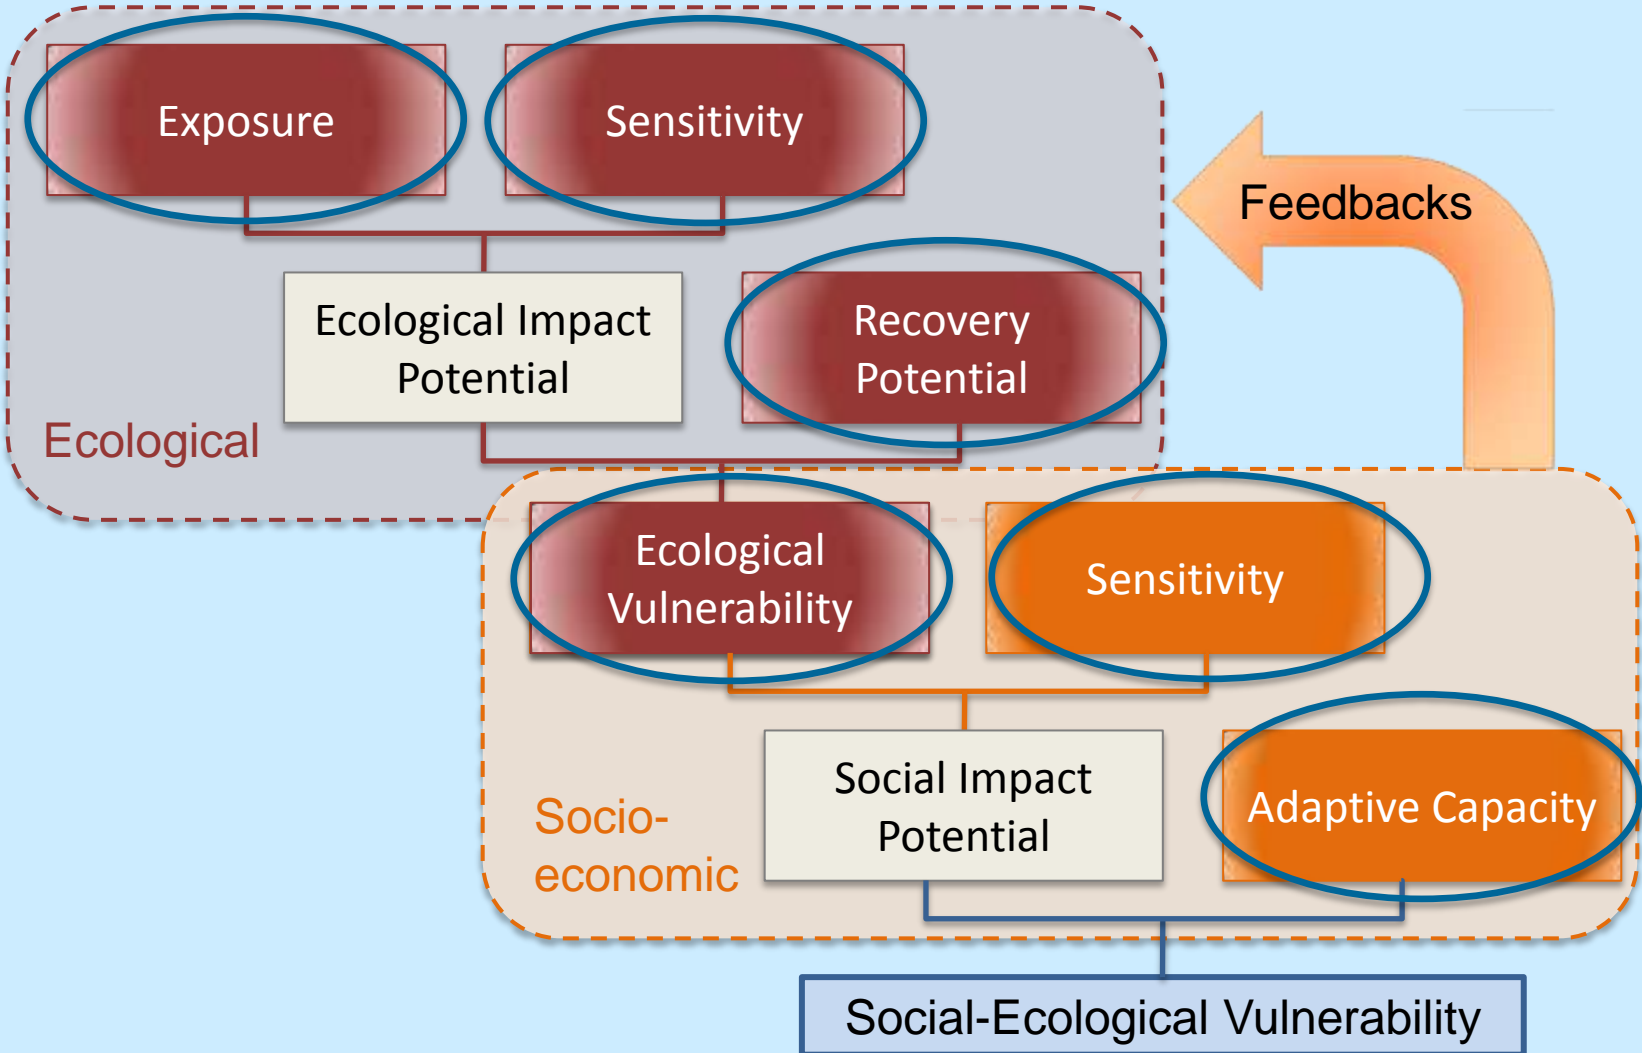 Exposure
Sensitivity
Feedbacks
Ecological Impact
Potential
Recovery
Potential
Ecological
Ecological
Vulnerability
Sensitivity
Social Impact
Potential
Adaptive Capacity
Socio-
economic
Social-Ecological Vulnerability